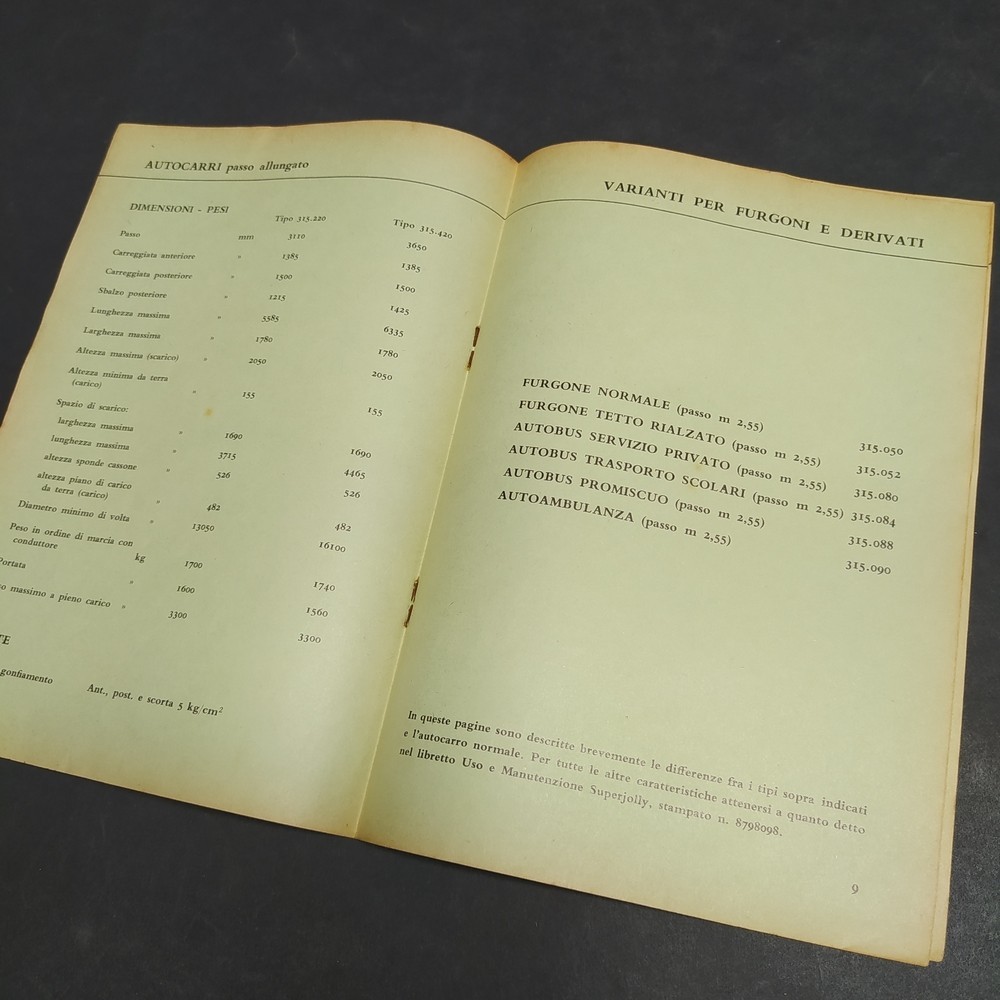 AUTOCARRI passo allungato
DIMENSIONI - PESI
Tipo 315.220 Tipo 315.420
Passo mm 3110 3650
Carreggiata anteriore » 1385 1385
Carreggiata posteriore » 1500 1500
Sbalzo posteriore » 1215 1425
Lunghezza massima » 5585 6335
Larghezza massima » 1780 1780
Altezza massima (scarico) » 2050 2050
Altezza minima da terra
(carico) » 155 155
Spazio di scarico:
larghezza massima » 1690 1690
lunghezza massima » 3715 4465
altezza sponde cassone » 526 526
altezza piano di carico
da terra (carico) » 482 482
Diametro minimo di volta » 13050 16100
Peso in ordine di marcia con
conduttore kg 1700 1740
Portata » 1600 1560
massimo a pieno carico » 3300 3300
gonfiamento Ant., post. e scorta 5 kg/cm²
VARIANTI PER FURGONI E DERIVATI
FURGONE NORMALE (passo m 2,55) 315.050
FURGONE TETTO RIALZATO (passo m 2,55) 315.052
AUTOBUS SERVIZIO PRIVATO (passo m 2,55) 315.080
AUTOBUS TRASPORTO SCOLARI (passo m 2,55) 315.084
AUTOBUS PROMISCUO (passo m 2,55) 315.088
AUTOAMBULANZA (passo m 2,55) 315.090
In queste pagine sono descritte brevemente le differenze fra i tipi sopra indicati
e l'autocarro normale. Per tutte le altre caratteristiche attenersi a quanto detto
nel libretto Uso e Manutenzione Superjolly, stampato n. 8798098.
9